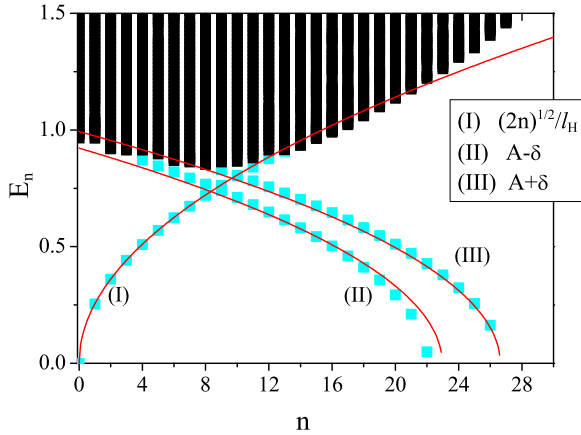 1.5
1.0
0.5
0.0
E_n
0 4 8 12 16 20 24 28
n
(I) (2n)^{1/2}/l_H
(II) A-δ
(III) A+δ
(I)
(II)
(III)